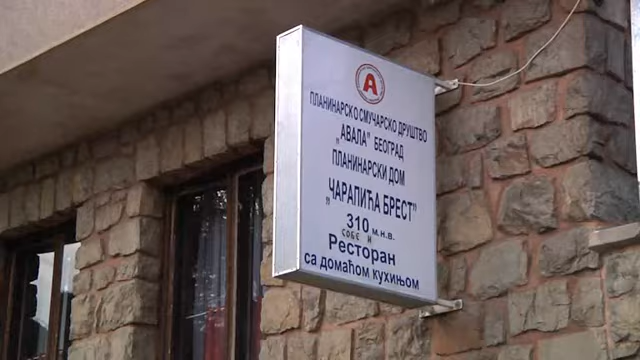 А
ПЛАНИНАРСКО СМУЧАРСКО ДРУШТВО
„АВАЛА" БЕОГРАД
ПЛАНИНАРСКИ ДОМ
„ЧАРАПИЋА БРЕСТ"
310 м.н.в.
СОБЕ И
Ресторан
са домаћом кухињом